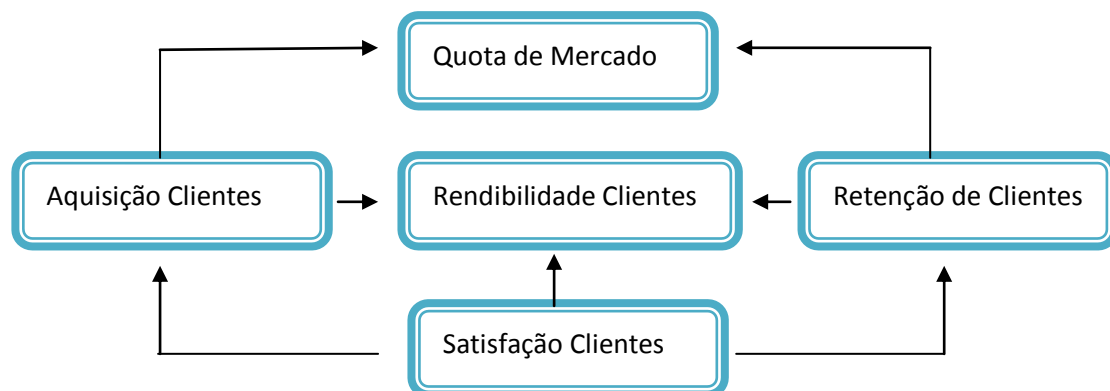 Quota de Mercado
Aquisição Clientes
Rendibilidade Clientes
Retenção de Clientes
Satisfação Clientes